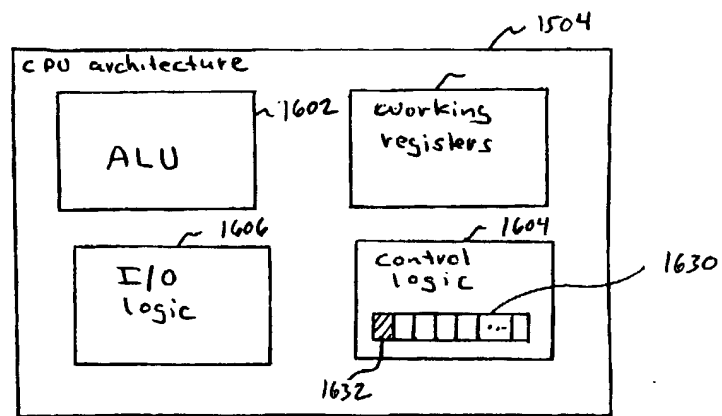 1504
CPU architecture
1602
ALU
Working
registers
1606
I/O
logic
1604
control
logic
...
1630
1632